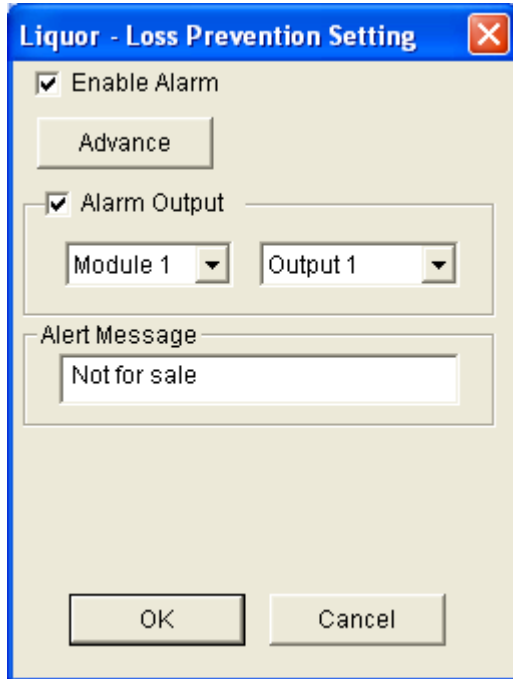 Liquor - Loss Prevention Setting
Enable Alarm
Advance
Alarm Output
Module 1 Output 1
Alert Message
Not for sale
OK Cancel